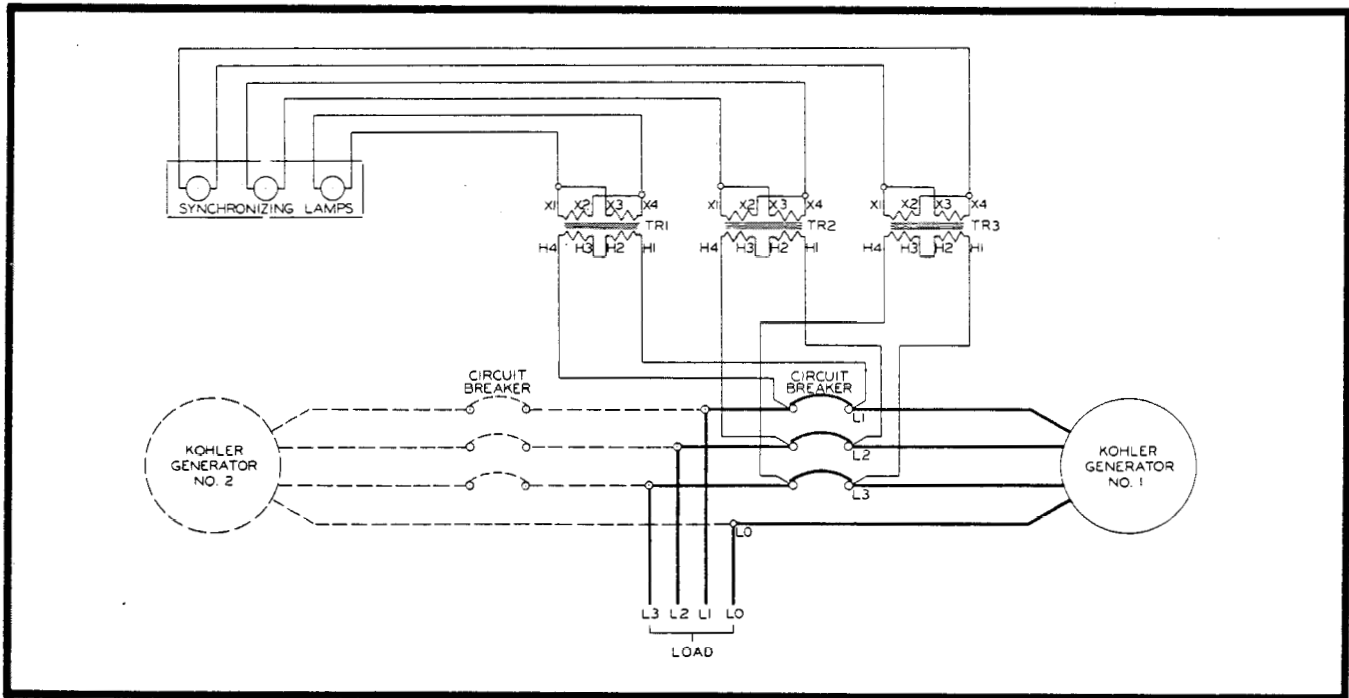 SYNCHRONIZING LAMPS
X1 X2 X3 X4
TR1
H4 H3 H2 H1
X1 X2 X3 X4
TR2
H4 H3 H2 H1
X1 X2 X3 X4
TR3
H4 H3 H2 H1
CIRCUIT
BREAKER
CIRCUIT
BREAKER
L1
L2
L3
KOHLER
GENERATOR
NO. 2
KOHLER
GENERATOR
NO. 1
LO
L3 L2 L1 LO
LOAD